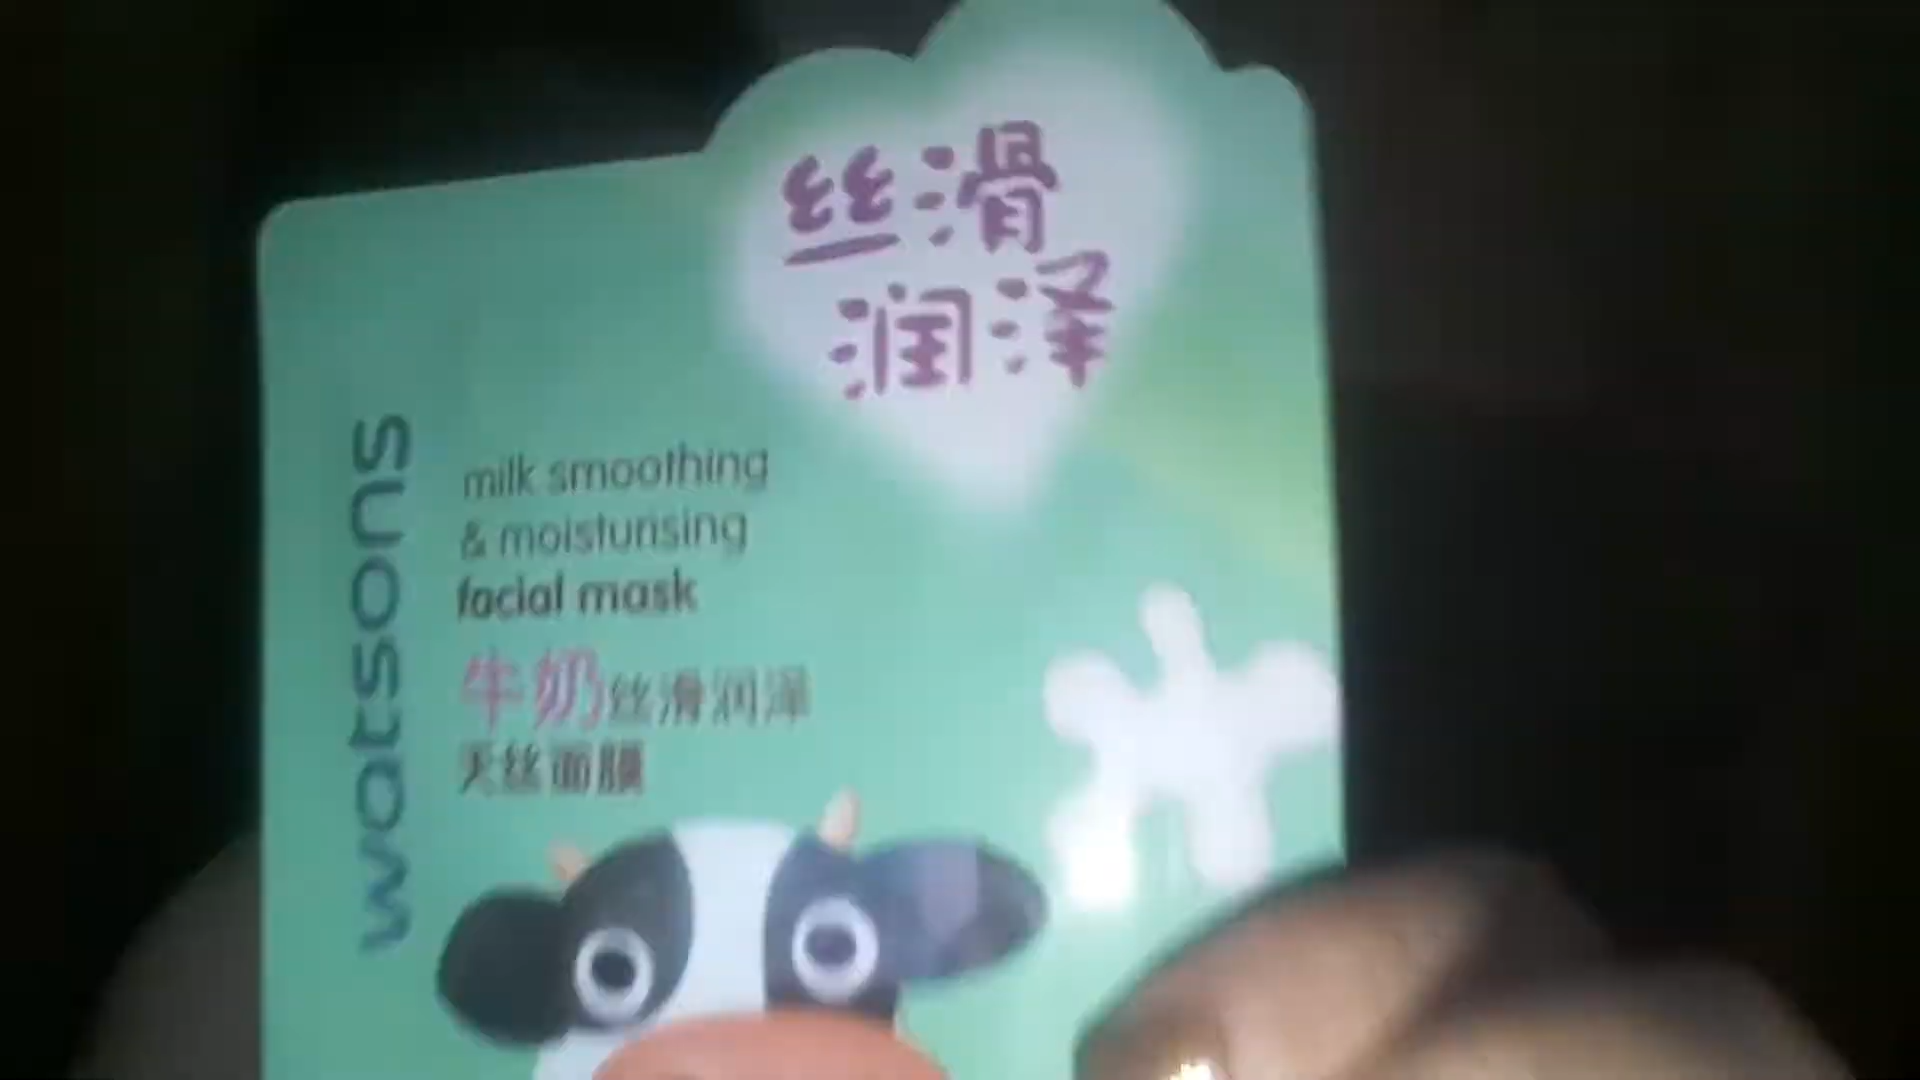 丝滑
润泽
watsons
milk smoothing
& moisturising
facial mask
牛奶丝滑润泽
天丝面膜